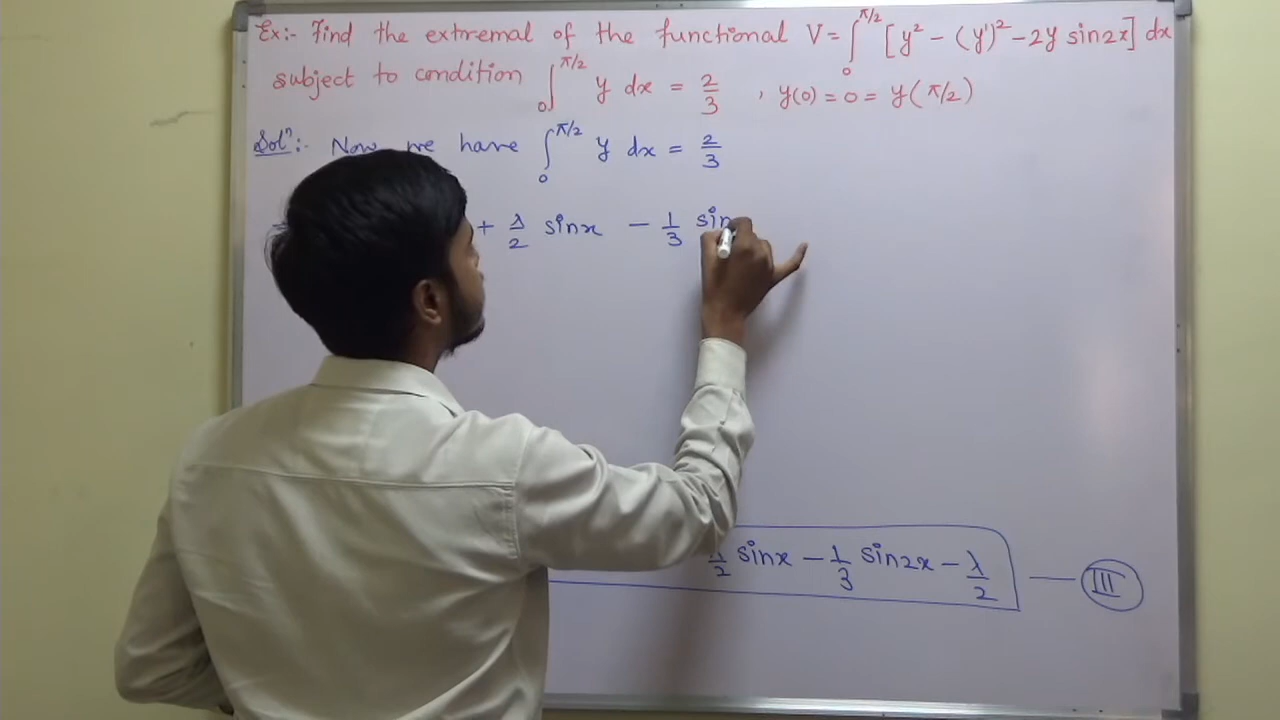 Ex:- Find the extremal of the functional V = ∫₀^π/2 [y² - (y')² - 2y sin2x] dx
subject to condition ∫₀^π/2 y dx = 2/3 , y(0) = 0 = y(π/2)
Solⁿ:- Now we have ∫₀^π/2 y dx = 2/3
+ λ/2 sinx - 1/3 sin
λ/2 sinx - 1/3 sin2x - λ/2 — III